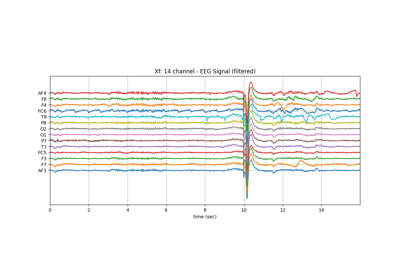 Xf: 14 channel - EEG Signal (filtered)
AF4
F8
F4
FC6
T8
P8
O2
O1
P7
T7
FC5
F3
F7
AF3
0 2 4 6 8 10 12 14
time (sec)